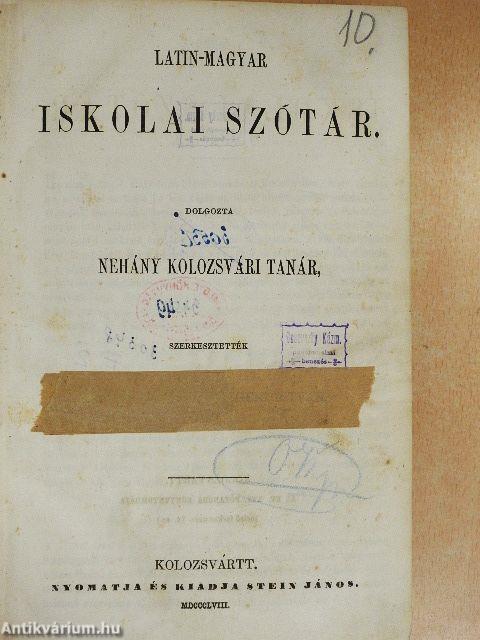 10.
LATIN-MAGYAR
ISKOLAI SZÓTÁR.
DOLGOZTA
NEHÁNY KOLOZSVÁRI TANÁR,
SZERKESZTETTÉK
KOLOZSVÁRTT.
NYOMATJA ÉS KIADJA STEIN JÁNOS.
MDCCCLVIII.
Antikvárium.hu